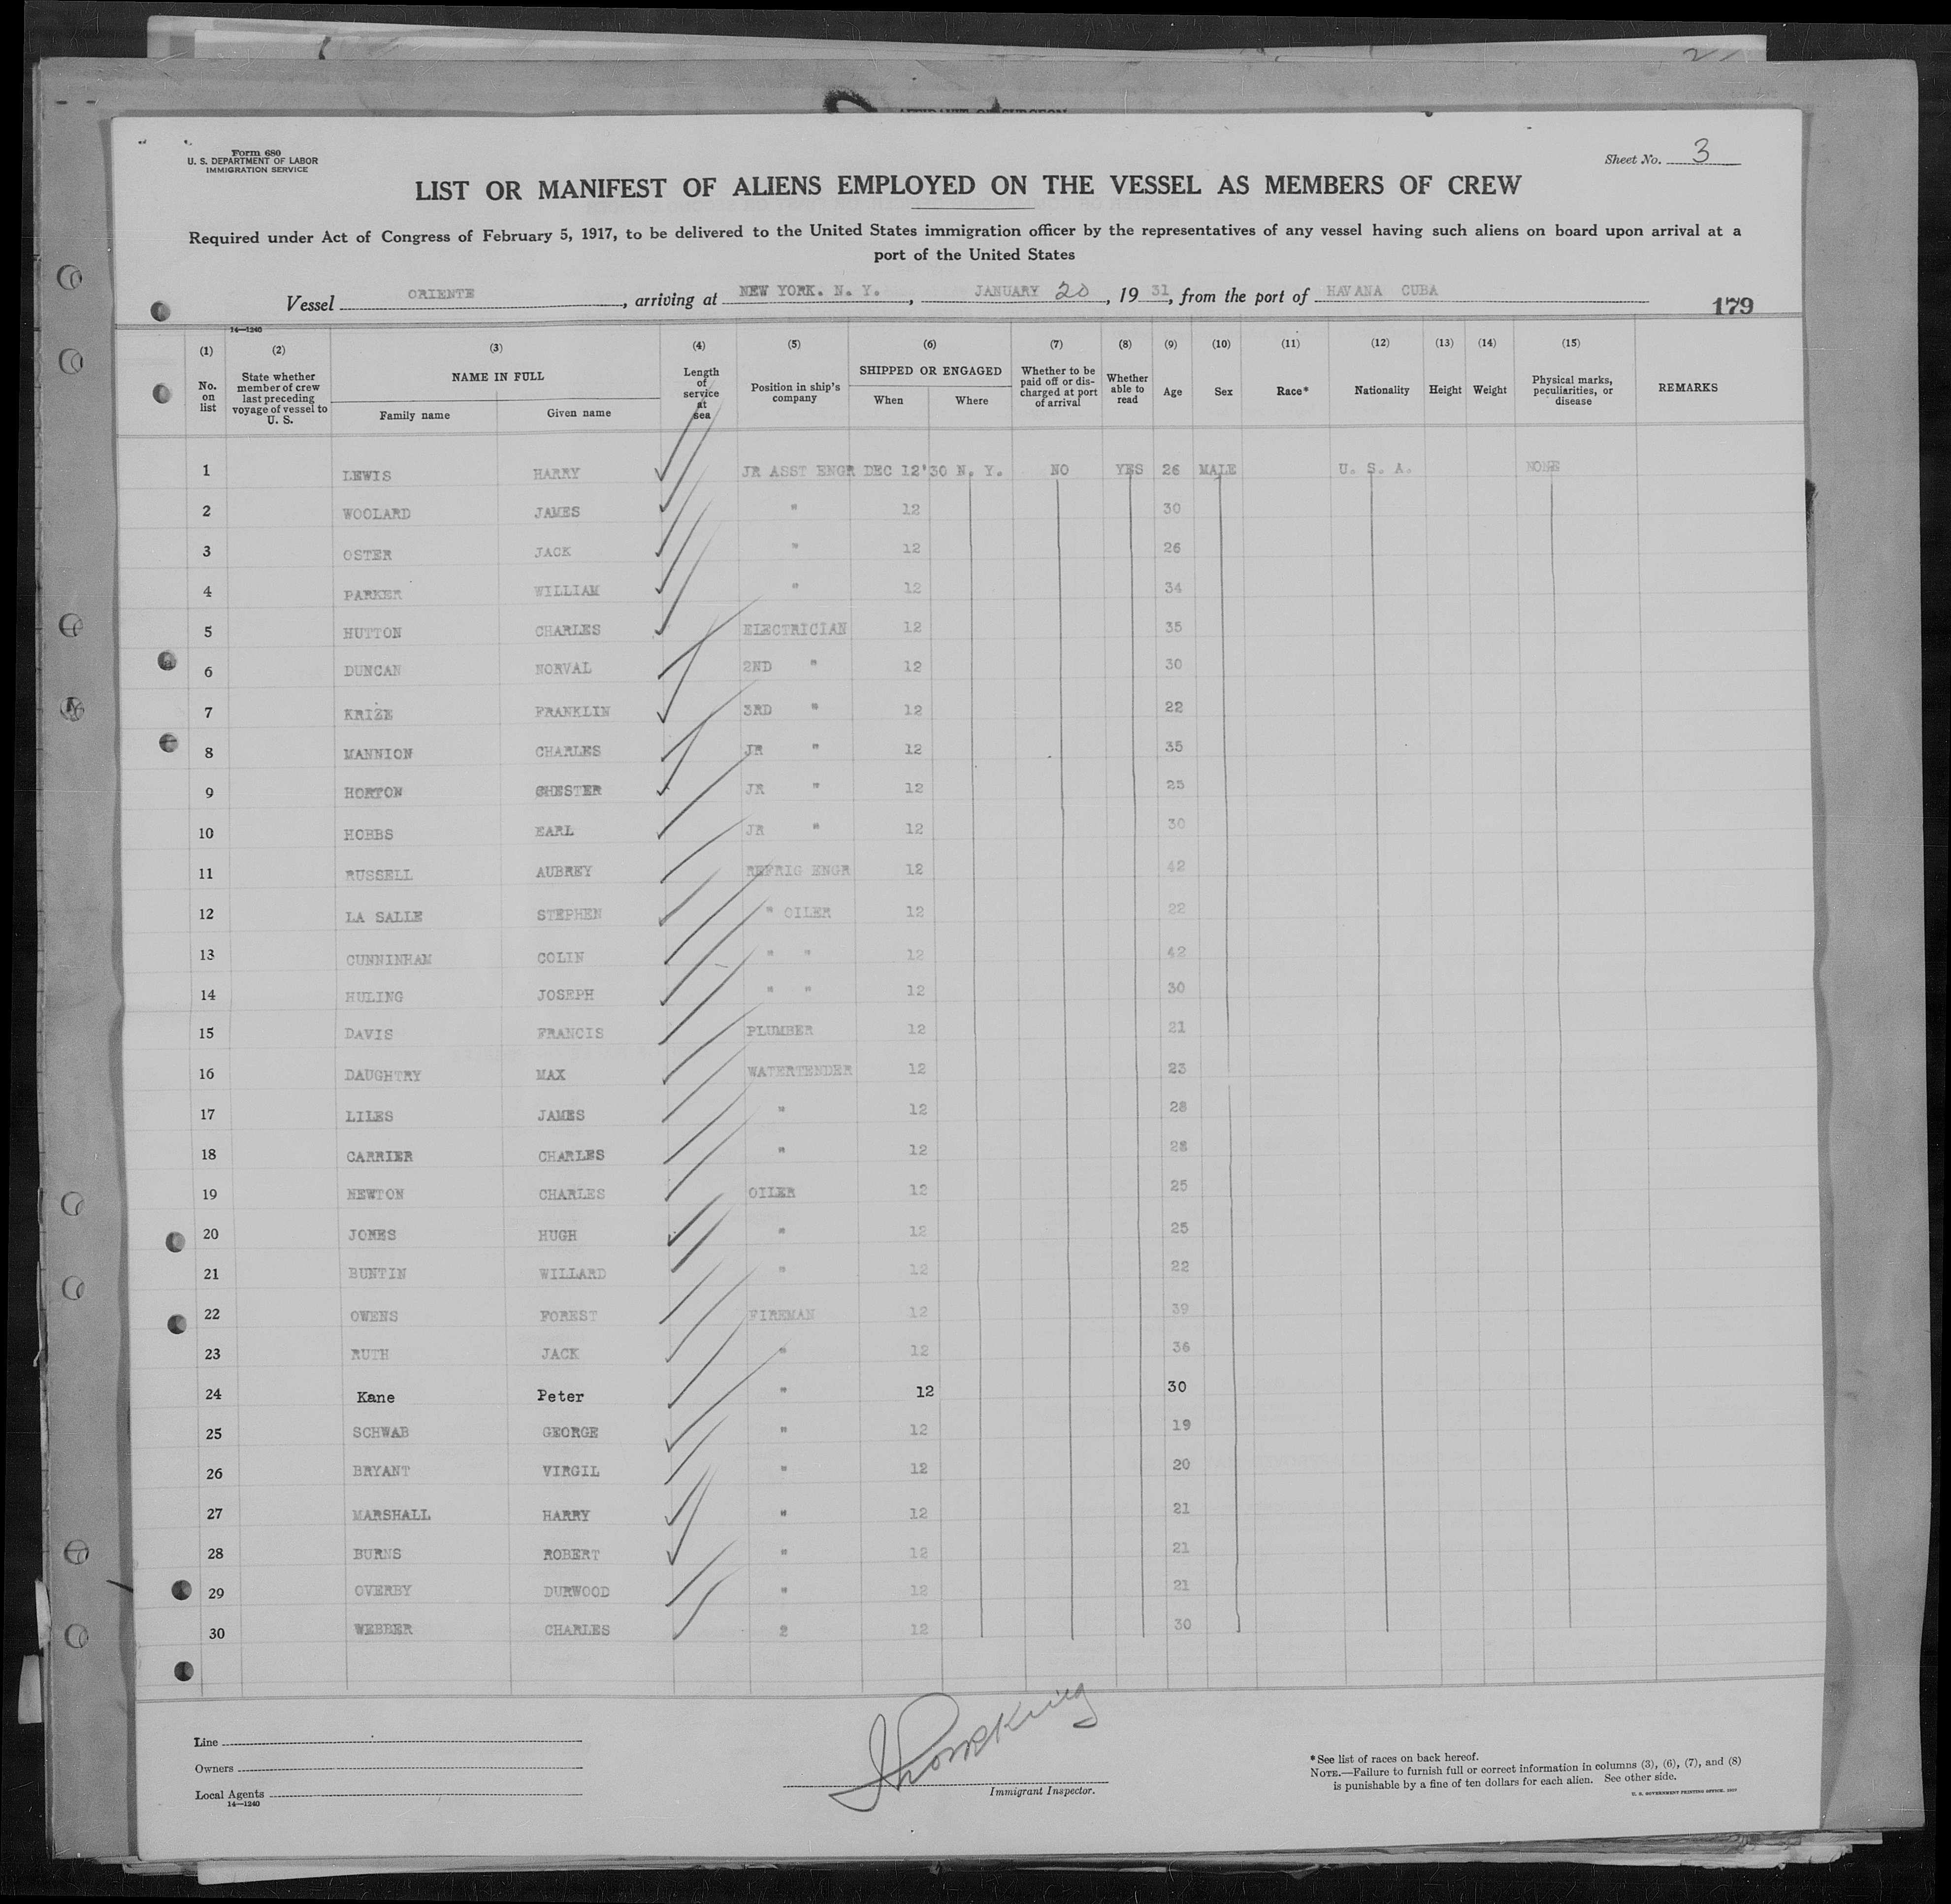 Form 680
U. S. DEPARTMENT OF LABOR
IMMIGRATION SERVICE
Sheet No. 3
LIST OR MANIFEST OF ALIENS EMPLOYED ON THE VESSEL AS MEMBERS OF CREW
Required under Act of Congress of February 5, 1917, to be delivered to the United States immigration officer by the representatives of any vessel having such aliens on board upon arrival at a
port of the United States
Vessel ORIENTE, arriving at NEW YORK. N. Y., JANUARY 20, 1931, from the port of HAVANA CUBA
179
14—1240
(1) (2) (3) (4) (5) (6) (7) (8) (9) (10) (11) (12) (13) (14) (15)
No. on list State whether member of crew last preceding voyage of vessel to U. S. NAME IN FULL Family name Given name Length of service at sea Position in ship's company SHIPPED OR ENGAGED When Where Whether to be paid off or discharged at port of arrival Whether able to read Age Sex Race* Nationality Height Weight Physical marks, peculiarities, or disease REMARKS
1 LEWIS HARRY JR ASST ENGR DEC 12'30 N. Y. NO YES 26 MALE U. S. A. NONE
2 WOOLARD JAMES " 12 30
3 OSTER JACK " 12 26
4 PARKER WILLIAM " 12 34
5 HUTTON CHARLES ELECTRICIAN 12 35
6 DUNCAN NORVAL 2ND " 12 30
7 KRIZE FRANKLIN 3RD " 12 22
8 MANNION CHARLES JR " 12 35
9 HORTON CHESTER JR " 12 25
10 HOBBS EARL JR " 12 30
11 RUSSELL AUBREY REFRIG ENGR 12 42
12 LA SALLE STEPHEN " OILER 12 22
13 CUNNINHAM COLIN " " 12 42
14 HULING JOSEPH " " 12 30
15 DAVIS FRANCIS PLUMBER 12 21
16 DAUGHTRY MAX WATERTENDER 12 23
17 LILES JAMES " 12 28
18 CARRIER CHARLES " 12 28
19 NEWTON CHARLES OILER 12 25
20 JONES HUGH " 12 25
21 BUNTIN WILLARD " 12 22
22 OWENS FOREST FIREMAN 12 39
23 RUTH JACK " 12 36
24 Kane Peter " 12 30
25 SCHWAB GEORGE " 12 19
26 BRYANT VIRGIL " 12 20
27 MARSHALL HARRY " 12 21
28 BURNS ROBERT " 12 21
29 OVERBY DURWOOD " 12 21
30 WEBBER CHARLES 2 12 30
Line
Owners
Local Agents
14—1240
Immigrant Inspector.
*See list of races on back hereof.
NOTE.—Failure to furnish full or correct information in columns (3), (6), (7), and (8)
is punishable by a fine of ten dollars for each alien. See other side.
U. S. GOVERNMENT PRINTING OFFICE. 1927